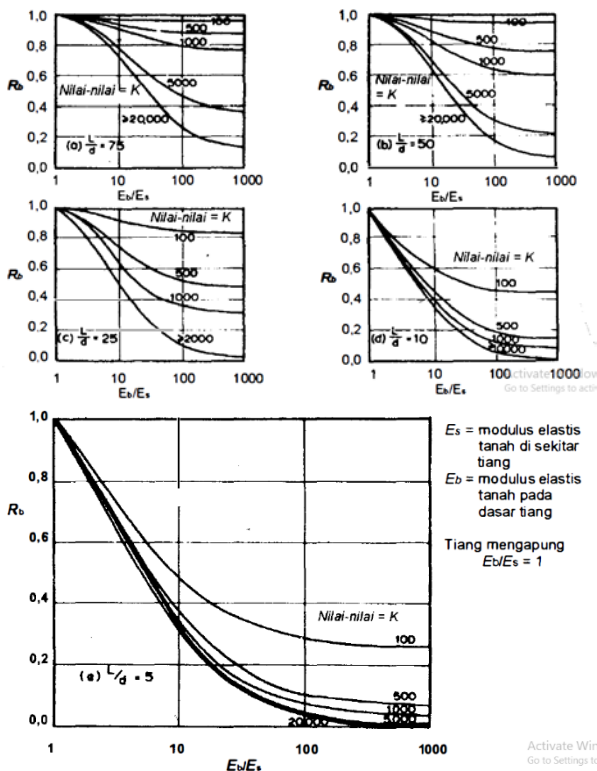 1,0
0,8
0,6
0,4
0,2
0,0
Rb
100
500
1000
5000
≥20,000
Nilai-nilai = K
(a) L/d = 75
1 10 100 1000
Eb/Es
1,0
0,8
0,6
0,4
0,2
0,0
Rb
100
500
1000
5000
≥20,000
Nilai-nilai
= K
(b) L/d = 50
1 10 100 1000
Eb/Es
1,0
0,8
0,6
0,4
0,2
0,0
Rb
Nilai-nilai = K
100
500
1000
>2000
(c) L/d = 25
1 10 100 1000
Eb/Es
1,0
0,8
0,6
0,4
0,2
0,0
Rb
Nilai-nilai = K
100
500
1000
(d) L/d = 10
1 10 100 1000
Eb/Es
Go to Settings to
1,0
0,8
0,6
0,4
0,2
0,0
Rb
Nilai-nilai = K
100
500
1000
5,000
20,000
(e) L/d = 5
1 10 100 1000
Eb/Es
Es = modulus elastis
tanah di sekitar
tiang
Eb = modulus elastis
tanah pada
dasar tiang
Tiang mengapung
Eb/Es = 1
Activate Win
Go to Settings to